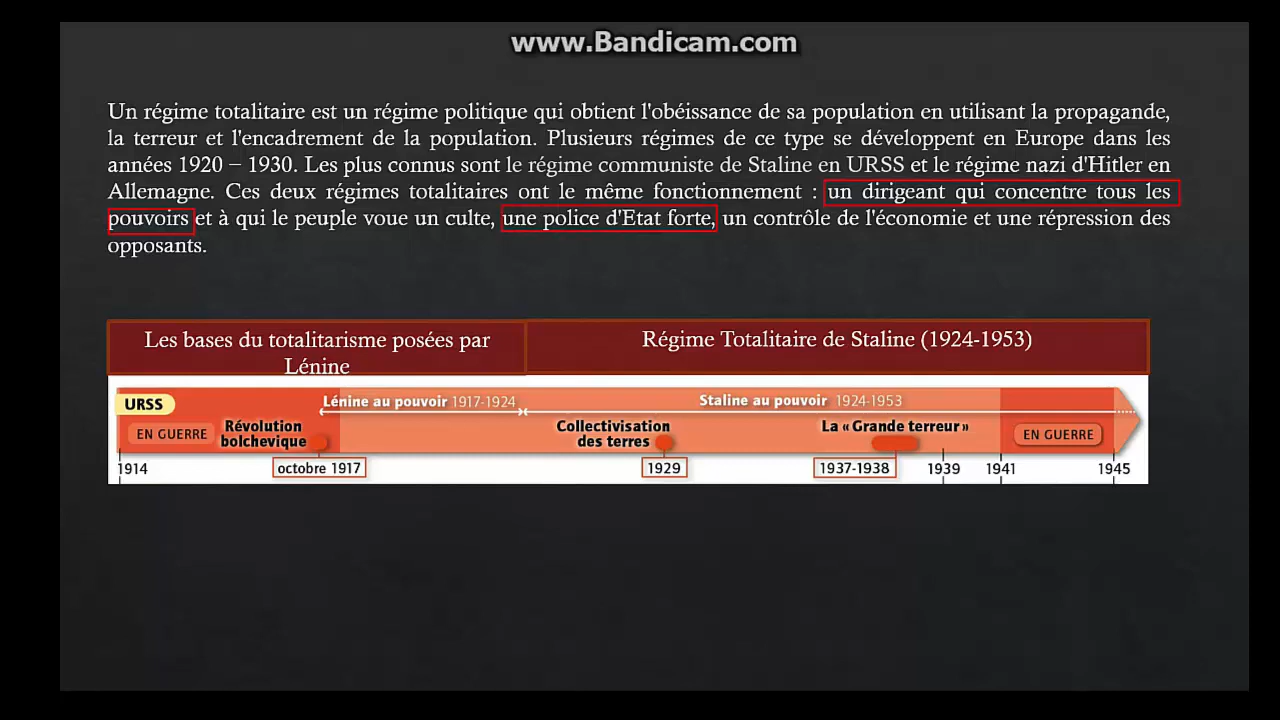 www.Bandicam.com
Un régime totalitaire est un régime politique qui obtient l'obéissance de sa population en utilisant la propagande,
la terreur et l'encadrement de la population. Plusieurs régimes de ce type se développent en Europe dans les
années 1920 – 1930. Les plus connus sont le régime communiste de Staline en URSS et le régime nazi d'Hitler en
Allemagne. Ces deux régimes totalitaires ont le même fonctionnement : un dirigeant qui concentre tous les
pouvoirs et à qui le peuple voue un culte, une police d'Etat forte, un contrôle de l'économie et une répression des
opposants.
Les bases du totalitarisme posées par
Lénine
Régime Totalitaire de Staline (1924-1953)
URSS
Lénine au pouvoir 1917-1924
Staline au pouvoir 1924-1953
EN GUERRE
Révolution
bolchevique
Collectivisation
des terres
La « Grande terreur »
EN GUERRE
1914
octobre 1917
1929
1937-1938
1939
1941
1945